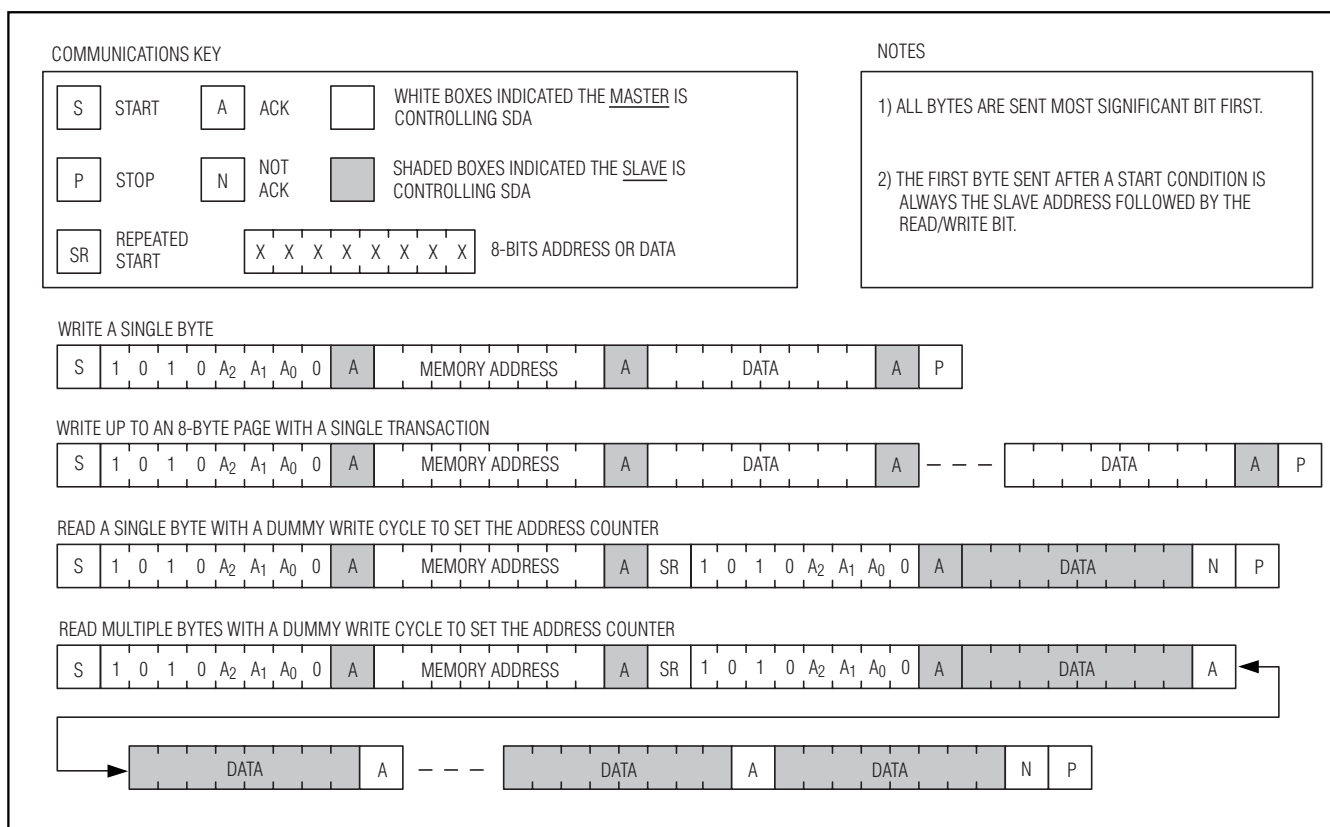 COMMUNICATIONS KEY
S START A ACK WHITE BOXES INDICATED THE MASTER IS
CONTROLLING SDA
P STOP N NOT
ACK SHADED BOXES INDICATED THE SLAVE IS
CONTROLLING SDA
SR REPEATED
START X X X X X X X X 8-BITS ADDRESS OR DATA
NOTES
1) ALL BYTES ARE SENT MOST SIGNIFICANT BIT FIRST.
2) THE FIRST BYTE SENT AFTER A START CONDITION IS
ALWAYS THE SLAVE ADDRESS FOLLOWED BY THE
READ/WRITE BIT.
WRITE A SINGLE BYTE
S 1 0 1 0 A2 A1 A0 0 A MEMORY ADDRESS A DATA A P
WRITE UP TO AN 8-BYTE PAGE WITH A SINGLE TRANSACTION
S 1 0 1 0 A2 A1 A0 0 A MEMORY ADDRESS A DATA A DATA A P
READ A SINGLE BYTE WITH A DUMMY WRITE CYCLE TO SET THE ADDRESS COUNTER
S 1 0 1 0 A2 A1 A0 0 A MEMORY ADDRESS A SR 1 0 1 0 A2 A1 A0 0 A DATA N P
READ MULTIPLE BYTES WITH A DUMMY WRITE CYCLE TO SET THE ADDRESS COUNTER
S 1 0 1 0 A2 A1 A0 0 A MEMORY ADDRESS A SR 1 0 1 0 A2 A1 A0 0 A DATA A
DATA A DATA A DATA N P